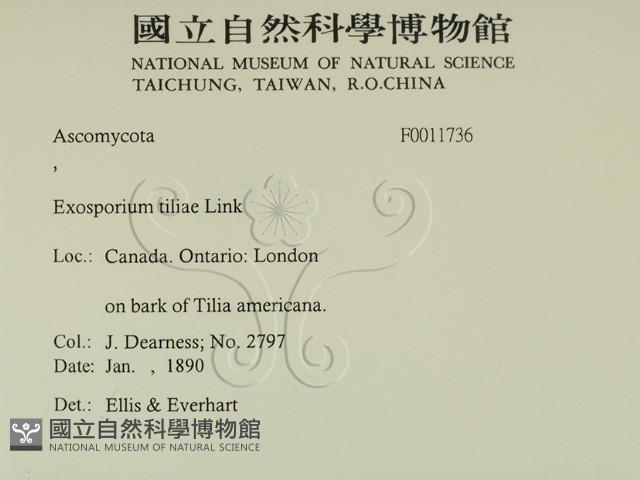 國立自然科學博物館
NATIONAL MUSEUM OF NATURAL SCIENCE
TAICHUNG, TAIWAN, R.O.CHINA
Ascomycota F0011736
,
Exosporium tiliae Link
Loc.: Canada. Ontario: London
on bark of Tilia americana.
Col.: J. Dearness; No. 2797
Date: Jan. , 1890
Det.: Ellis & Everhart
國立自然科學博物館
NATIONAL MUSEUM OF NATURAL SCIENCE